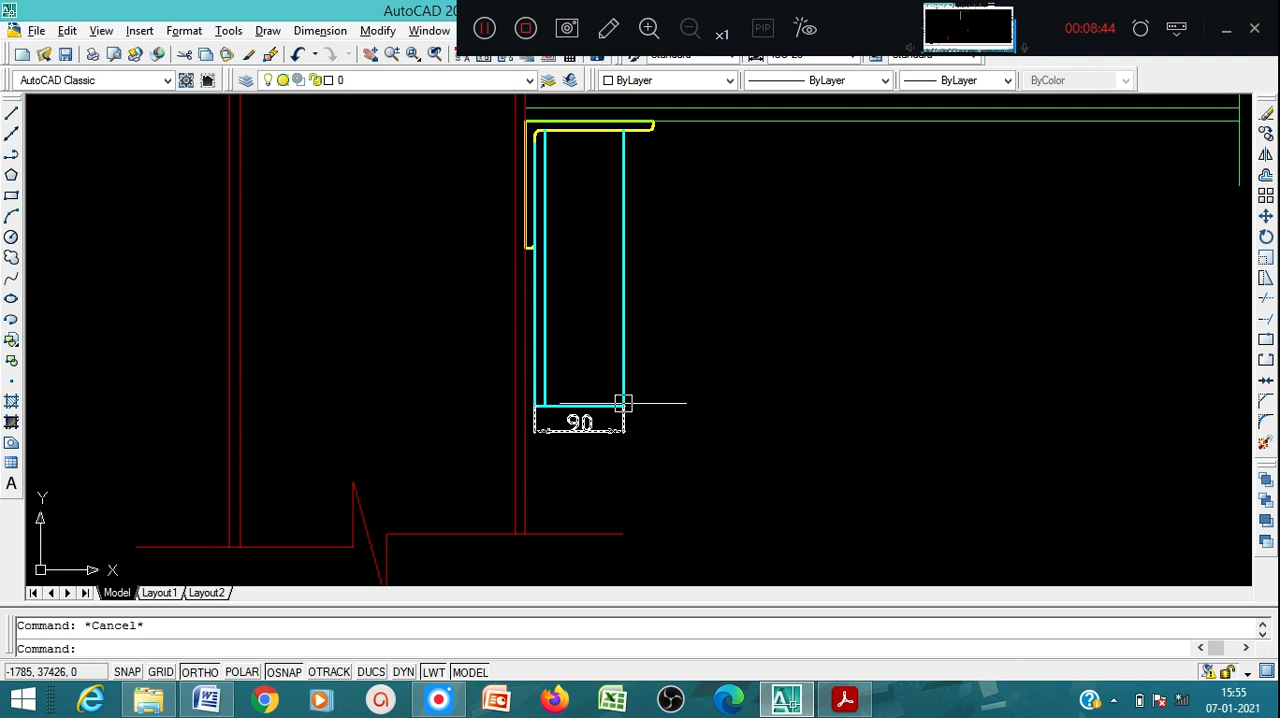 AutoCAD 20
x1
PIP
00:08:44
File Edit View Insert Format Tools Draw Dimension Modify Window
AutoCAD Classic
0
ByLayer
ByLayer
ByLayer
ByColor
90
A
Y
X
Model Layout1 Layout2
Command: *Cancel*
Command:
-1785, 37426, 0
SNAP GRID ORTHO POLAR OSNAP OTRACK DUCS DYN LWT MODEL
15:55
07-01-2021